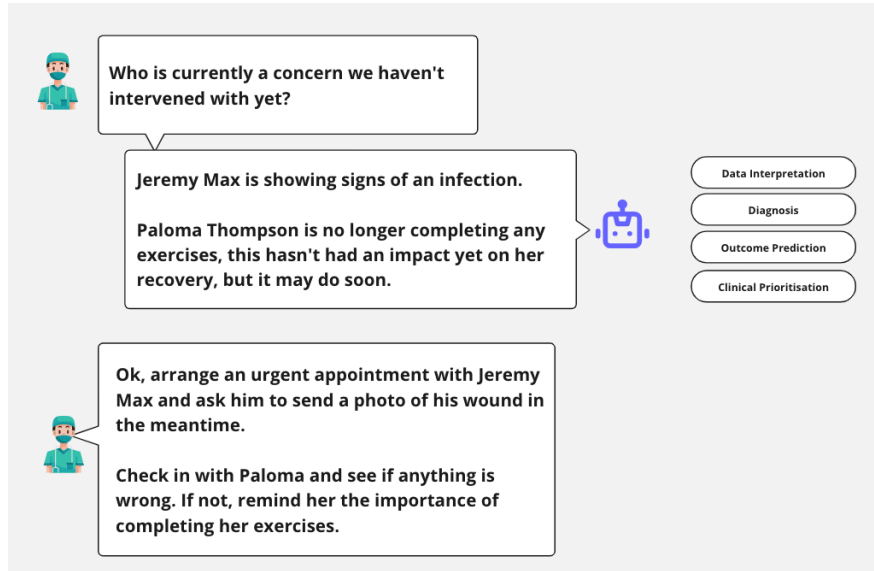 Who is currently a concern we haven't
intervened with yet?
Jeremy Max is showing signs of an infection.
Paloma Thompson is no longer completing any
exercises, this hasn't had an impact yet on her
recovery, but it may do soon.
Data Interpretation
Diagnosis
Outcome Prediction
Clinical Prioritisation
Ok, arrange an urgent appointment with Jeremy
Max and ask him to send a photo of his wound in
the meantime.
Check in with Paloma and see if anything is
wrong. If not, remind her the importance of
completing her exercises.